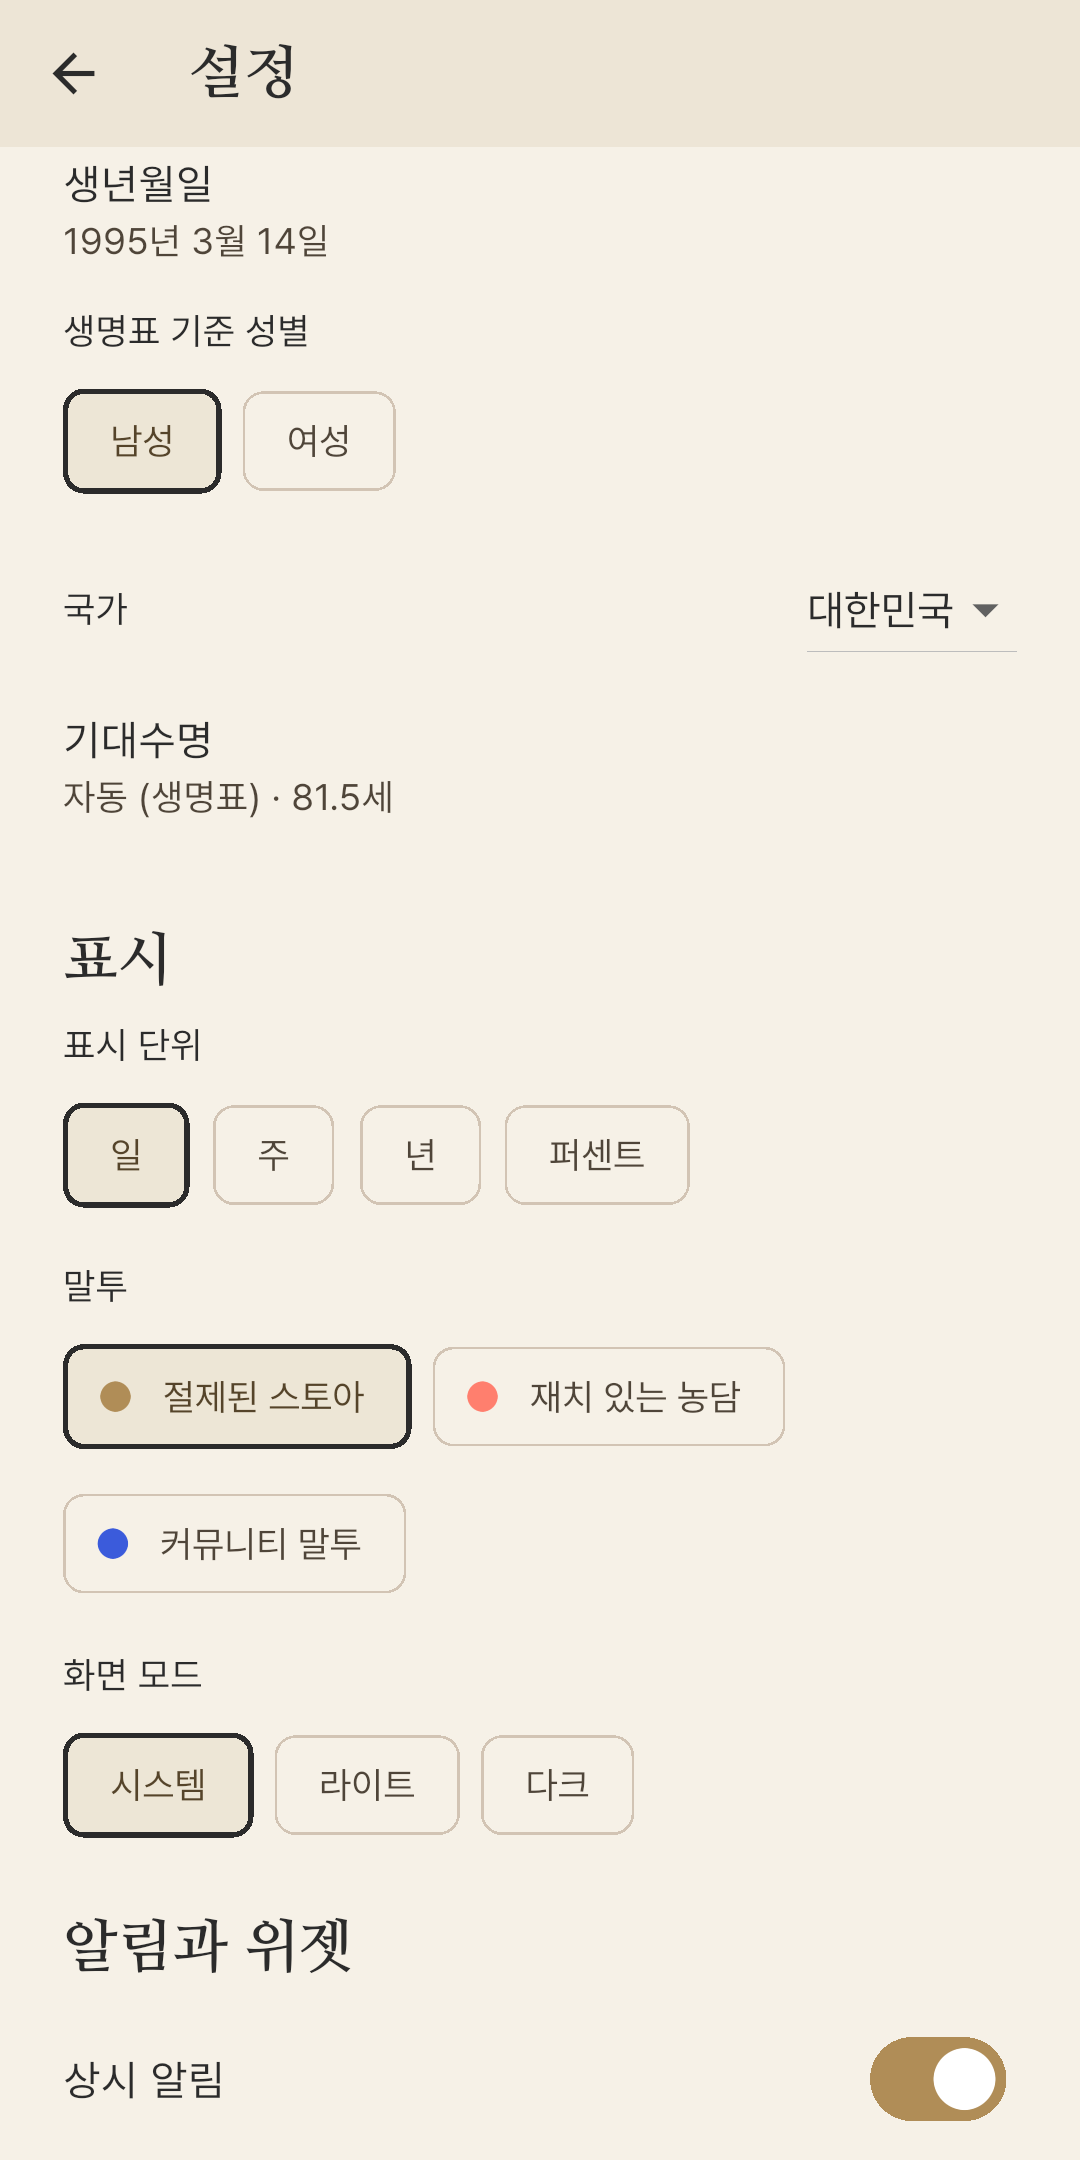 설정
생년월일
1995년 3월 14일
생명표 기준 성별
남성 여성
국가 대한민국
기대수명
자동 (생명표) · 81.5세
표시
표시 단위
일 주 년 퍼센트
말투
절제된 스토아 재치 있는 농담
커뮤니티 말투
화면 모드
시스템 라이트 다크
알림과 위젯
상시 알림